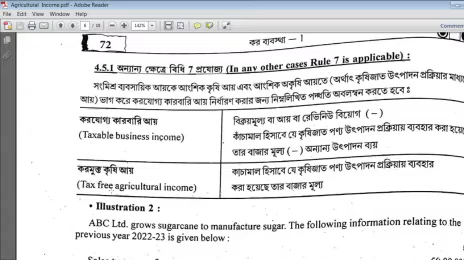 Agricultural Income.pdf - Adobe Reader
File Edit View Window Help
142%
Comment
72
কর ব্যবস্থা – 1
4.5.1 অন্যান্য ক্ষেত্রে বিধি 7 প্রযোজ্য (In any other cases Rule 7 is applicable) :
সংমিশ্র ব্যবসায়িক আয়কে আংশিক কৃষি আয় এবং আংশিক অকৃষি আয়তে (অর্থাৎ কৃষিজাত উৎপাদন প্রক্রিয়ার
আয়) ভাগ করে করযোগ্য কারবারি আয় নির্ধারণ করার জন্য নিম্নলিখিত পদ্ধতি অবলম্বন করতে হবে ঃ
করযোগ্য কারবারি আয় বিক্রয়মূল্য বা আয় বা রেভিনিউ বিয়োগ (–)
(Taxable business income) কাঁচামাল হিসাবে যে কৃষিজাত পণ্য উৎপাদন প্রক্রিয়ায় ব্যবহার করা
তার বাজার মূল্য (–) অন্যান্য উৎপাদন ব্যয়
করমুক্ত কৃষি আয় কাঁচামাল হিসাবে যে কৃষিজাত পণ্য উৎপাদন প্রক্রিয়ায় ব্যবহার
(Tax free agricultural income) করা হয়েছে তার বাজার মূল্য
• Illustration 2 :
ABC Ltd. grows sugarcane to manufacture sugar. The following information relating to the
previous year 2022-23 is given below :